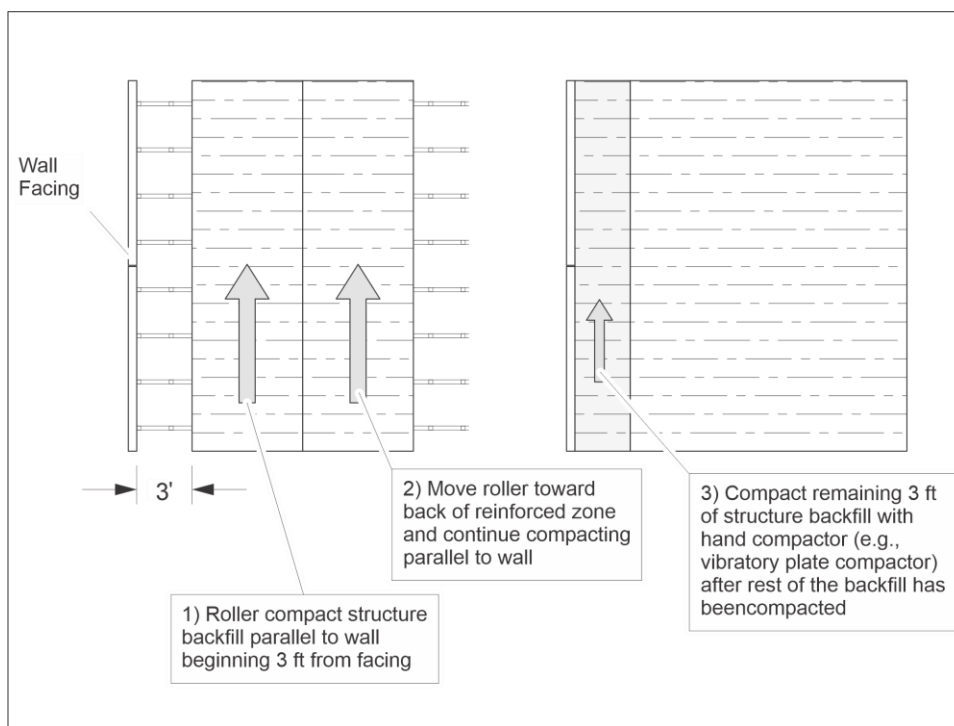 Wall
Facing
3'
2) Move roller toward
back of reinforced zone
and continue compacting
parallel to wall
1) Roller compact structure
backfill parallel to wall
beginning 3 ft from facing
3) Compact remaining 3 ft
of structure backfill with
hand compactor (e.g.,
vibratory plate compactor)
after rest of the backfill has
beencompacted